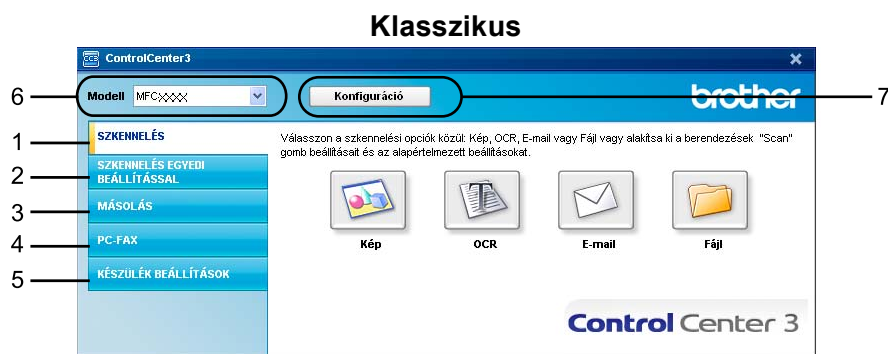 Klasszikus
ControlCenter3
6
Modell MFCXXXX
Konfiguráció
brother
7
1
SZKENNELÉS
Válasszon a szkennelési opciók közül: Kép, OCR, E-mail vagy Fájl vagy alakítsa ki a berendezések "Scan"
gomb beállításait és az alapértelmezett beállításokat.
2
SZKENNELÉS EGYEDI
BEÁLLÍTÁSSAL
3
MÁSOLÁS
4
PC-FAX
5
KÉSZÜLÉK BEÁLLÍTÁSOK
Kép
OCR
E-mail
Fájl
Control Center 3